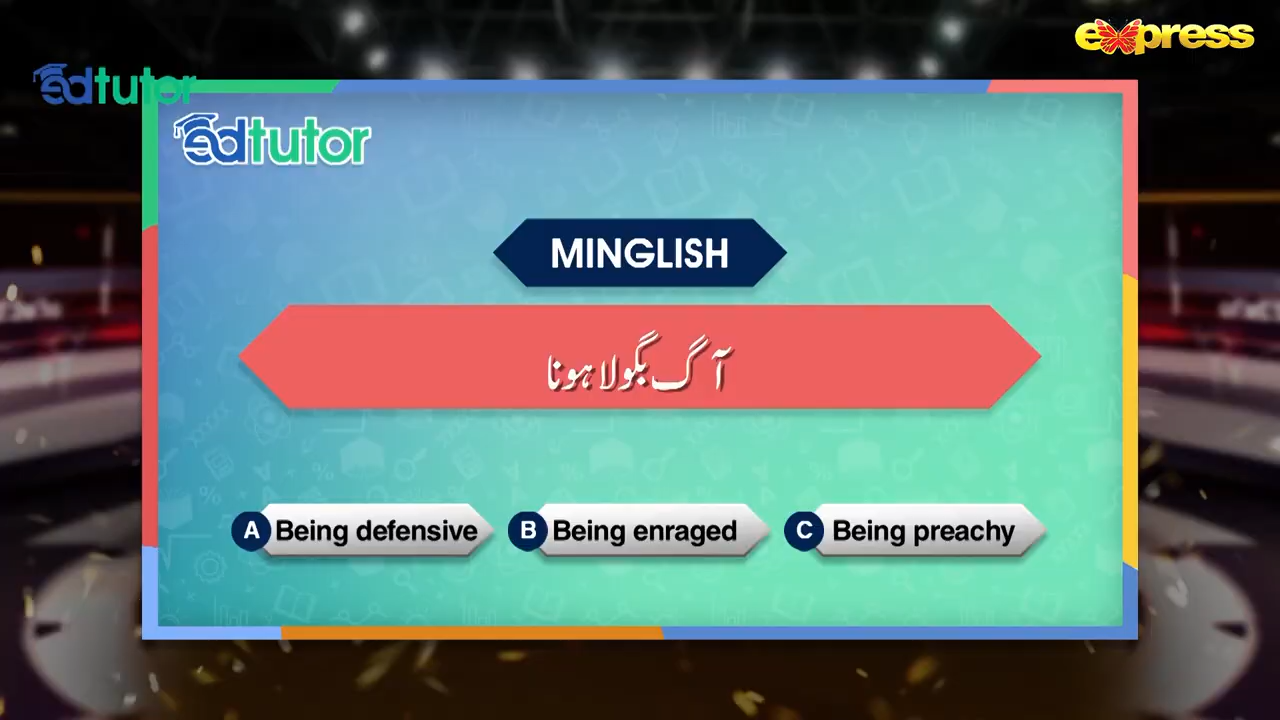 express
edtutor
edtutor
MINGLISH
آگ بگولا ہونا
A Being defensive
B Being enraged
C Being preachy